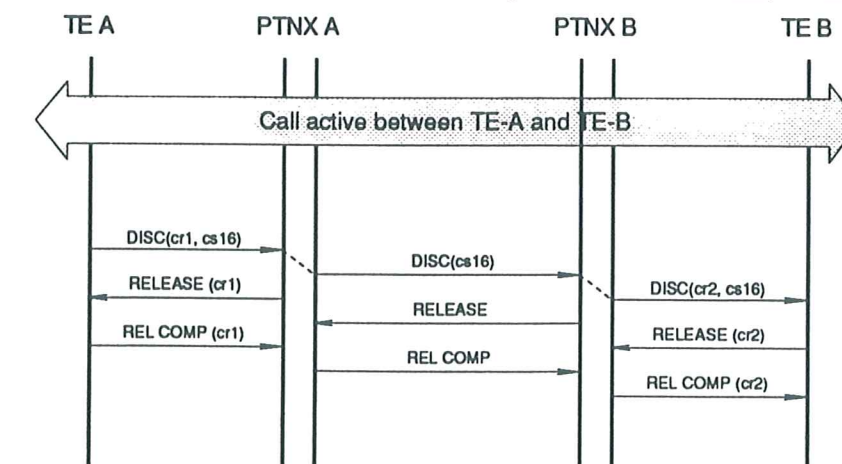 TE A
PTNX A
PTNX B
TE B
Call active between TE-A and TE-B
DISC(cr1, cs16)
DISC(cs16)
RELEASE (cr1)
DISC(cr2, cs16)
RELEASE
REL COMP (cr1)
RELEASE (cr2)
REL COMP
REL COMP (cr2)